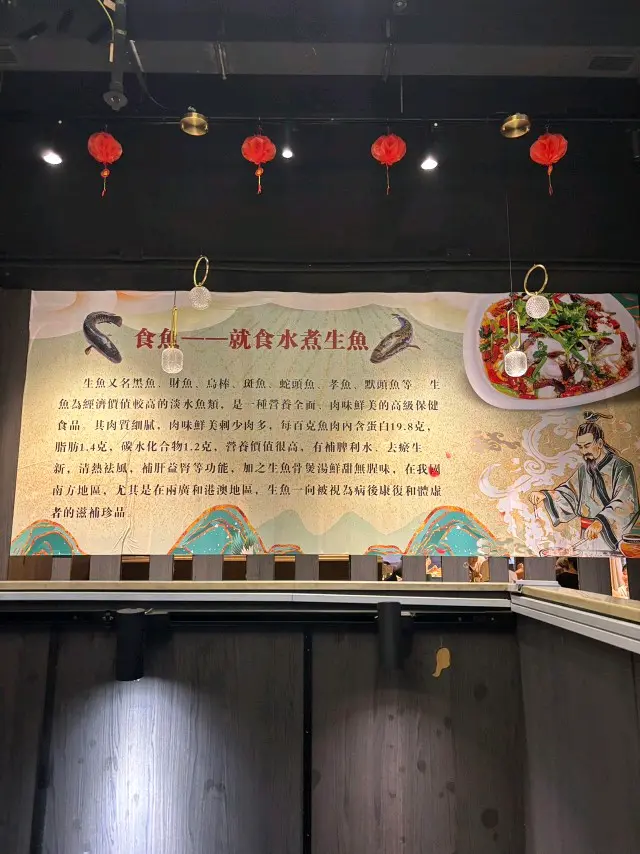 食魚——就食水煮生魚
生魚又名黑魚、財魚、烏棒、斑魚、蛇頭魚、孝魚、默頭魚等 生
魚為經濟價值較高的淡水魚類，是一種營養全面、肉味鮮美的高級保健
食品。其肉質細膩，肉味鮮美刺少肉多，每百克魚肉內含蛋白19.8克，
脂肪1.4克，碳水化合物1.2克，營養價值很高，有補脾利水、去瘀生
新，清熱祛風，補肝益腎等功能，加之生魚骨煲湯鮮甜無腥味，在我國
南方地區，尤其是在兩廣和港澳地區，生魚一向被視為病後康復和體虛
者的滋補珍品。